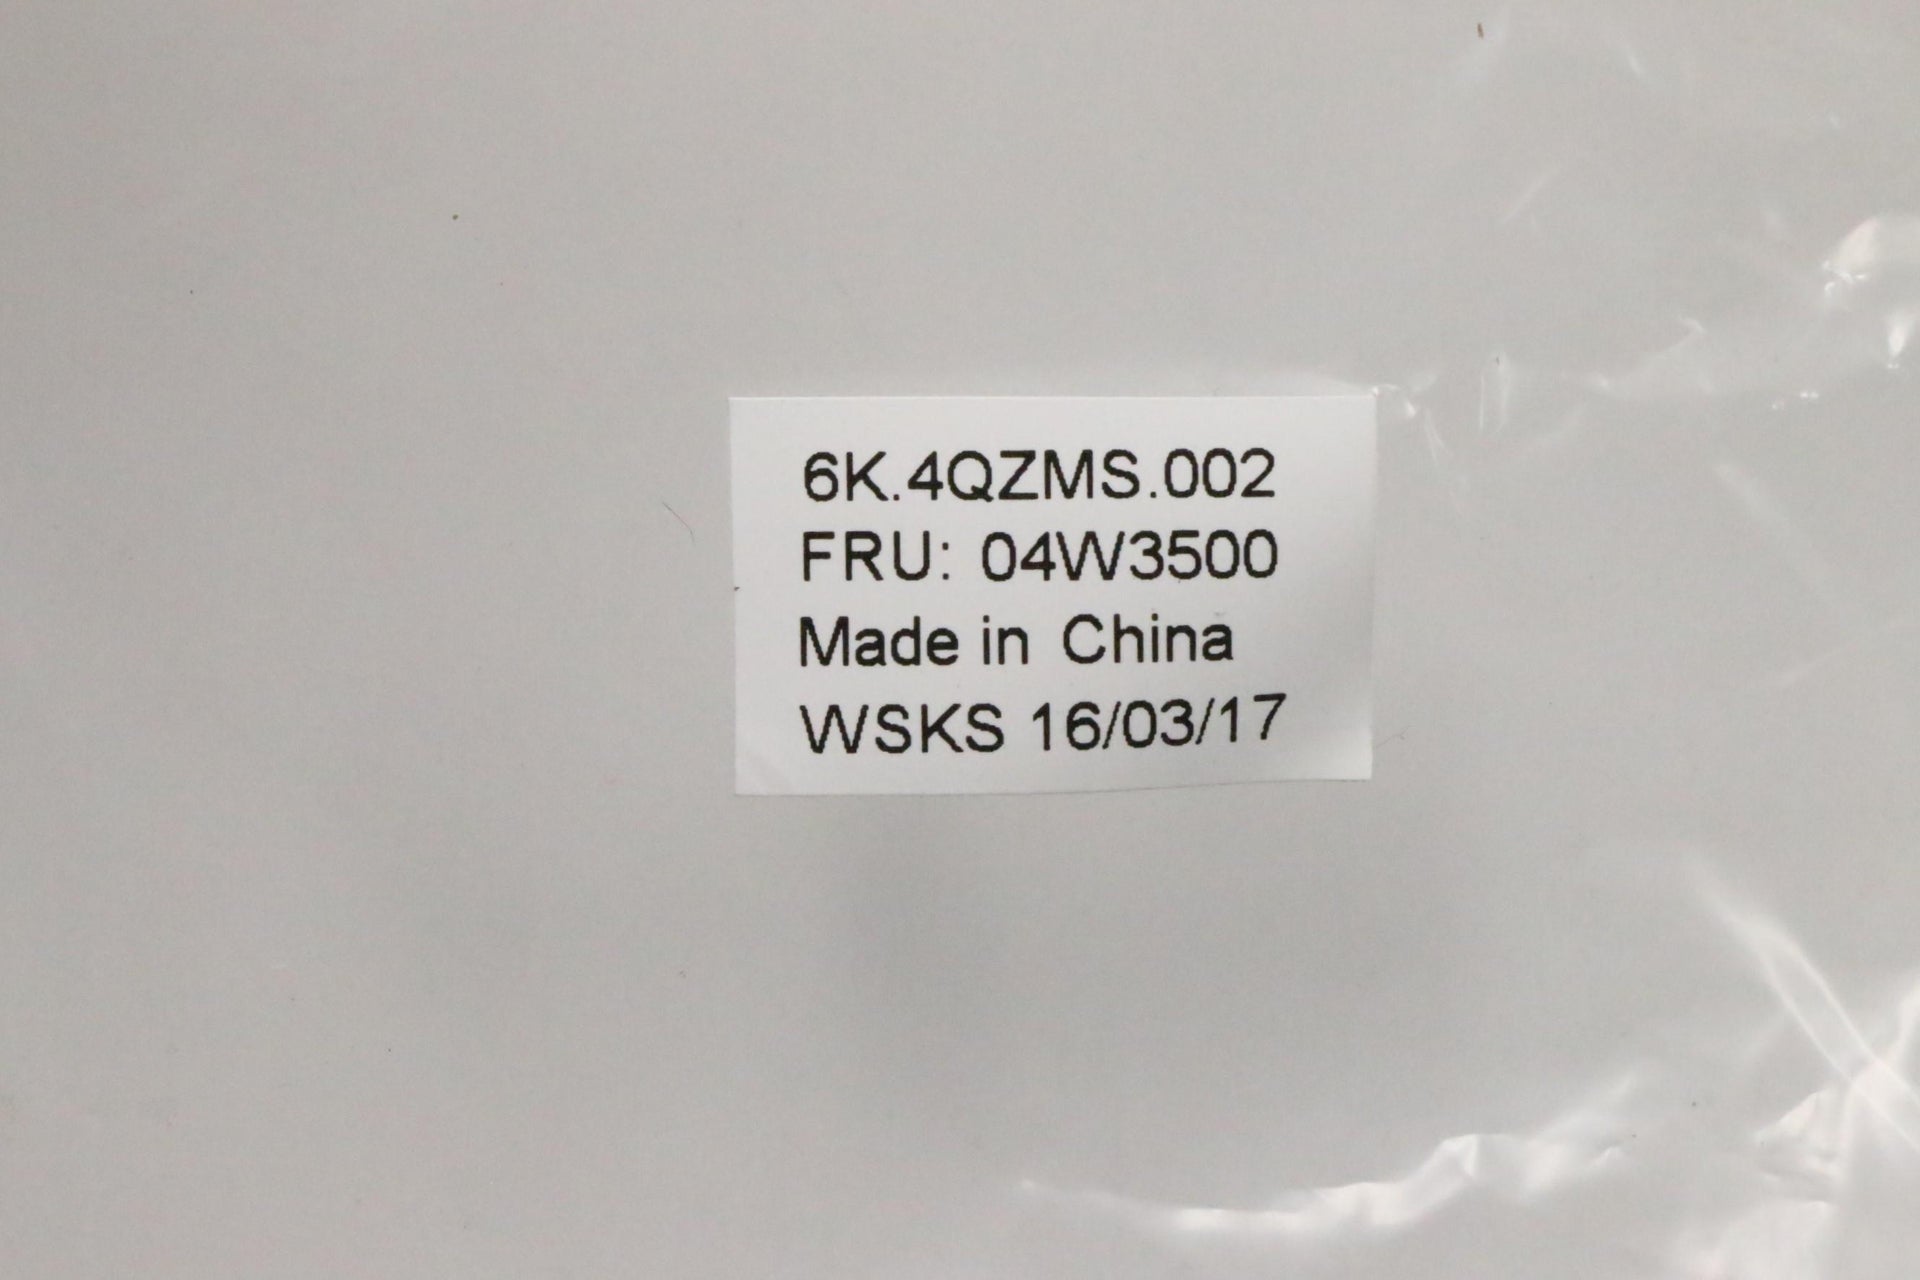 6K.4QZMS.002
FRU: 04W3500
Made in China
WSKS 16/03/17